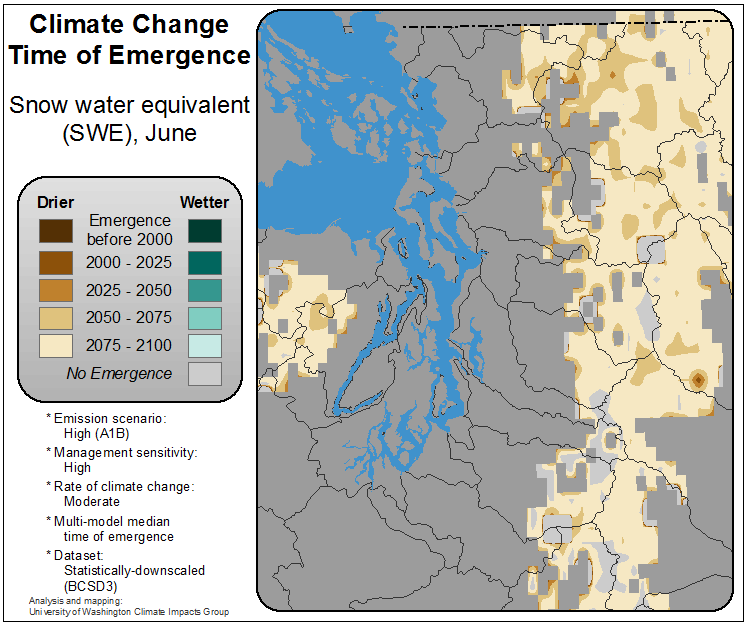 Climate Change
Time of Emergence
Snow water equivalent
(SWE), June
Drier Wetter
Emergence
before 2000
2000 - 2025
2025 - 2050
2050 - 2075
2075 - 2100
No Emergence
* Emission scenario:
High (A1B)
* Management sensitivity:
High
* Rate of climate change:
Moderate
* Multi-model median
time of emergence
* Dataset:
Statistically-downscaled
(BCSD3)
Analysis and mapping:
University of Washington Climate Impacts Group